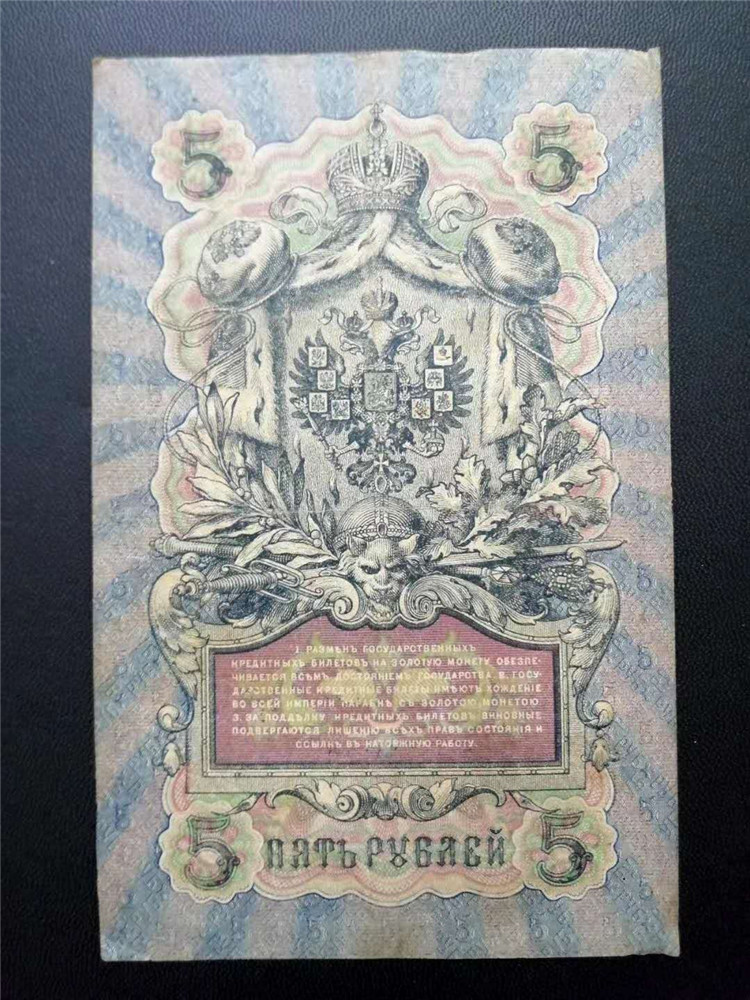 5 5
1. РАЗМѢНЪ ГОСУДАРСТВЕННЫХЪ
КРЕДИТНЫХЪ БИЛЕТОВЪ НА ЗОЛОТУЮ МОНЕТУ ОБЕЗПЕ-
ЧИВАЕТСЯ ВСѢМЪ ДОСТОЯНІЕМЪ ГОСУДАРСТВА. 2. ГОСУ-
ДАРСТВЕННЫЕ КРЕДИТНЫЕ БИЛЕТЫ ИМѢЮТЪ ХОЖДЕНІЕ
ВО ВСЕЙ ИМПЕРІИ НАРАВНѢ СЪ ЗОЛОТОЮ МОНЕТОЮ.
3. ЗА ПОДДѢЛКУ КРЕДИТНЫХЪ БИЛЕТОВЪ ВИНОВНЫЕ
ПОДВЕРГАЮТСЯ ЛИШЕНІЮ ВСѢХЪ ПРАВЪ СОСТОЯНІЯ И
ССЫЛКѢ ВЪ КАТОРЖНУЮ РАБОТУ.
5 ПЯТЬ РУБЛЕЙ 5